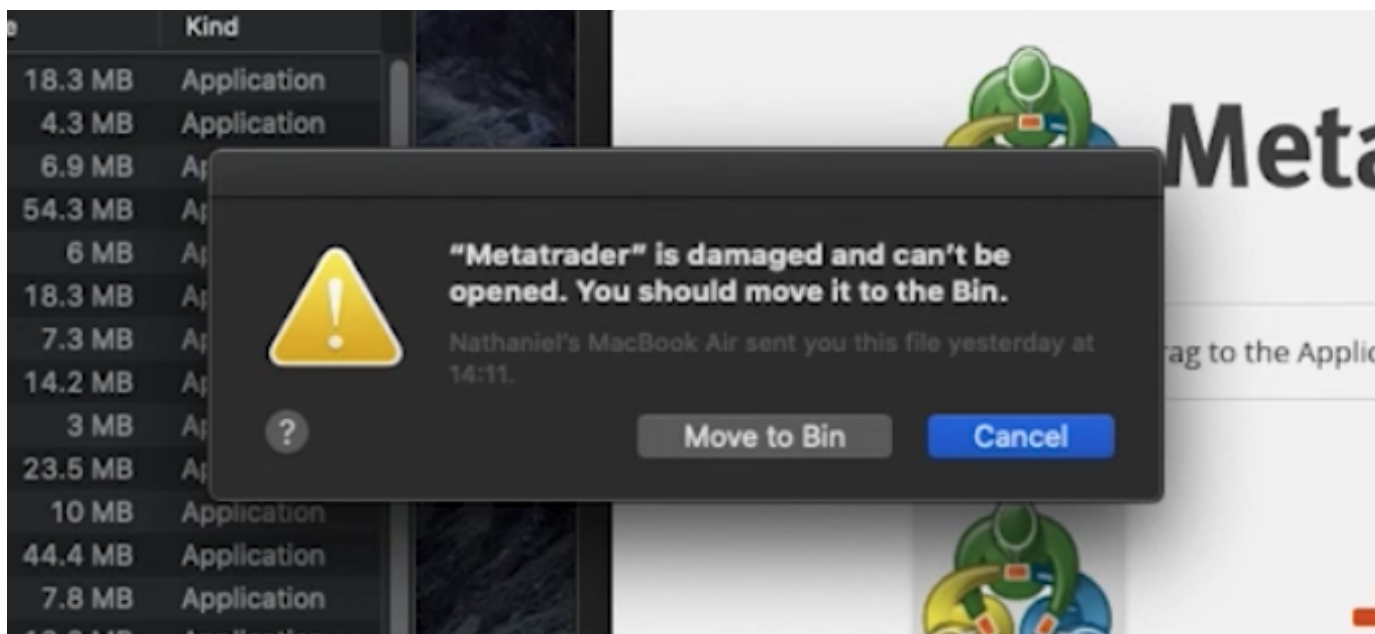 Kind
18.3 MB Application
4.3 MB Application
6.9 MB
54.3 MB
6 MB
18.3 MB
7.3 MB
14.2 MB
3 MB
23.5 MB
10 MB Application
44.4 MB Application
7.8 MB Application
Meta
“Metatrader” is damaged and can’t be
opened. You should move it to the Bin.
Nathaniel's MacBook Air sent you this file yesterday at
14:11.
?
Move to Bin
Cancel
rag to the Applic